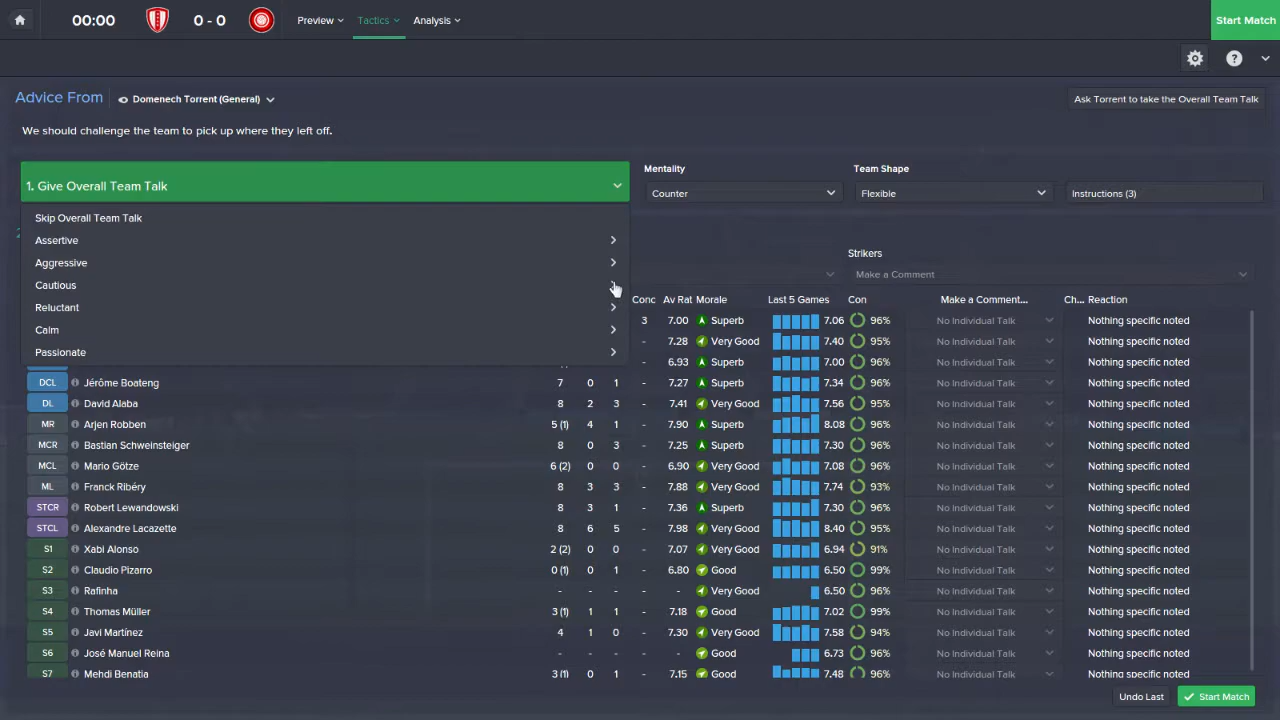 00:00 0 - 0 Preview Tactics Analysis Start Match
?
Advice From Domenech Torrent (General) Ask Torrent to take the Overall Team Talk
We should challenge the team to pick up where they left off.
1. Give Overall Team Talk
Mentality Team Shape
Counter Flexible Instructions (3)
Skip Overall Team Talk
Assertive
Aggressive
Cautious
Reluctant
Calm
Passionate
Strikers
Make a Comment
Conc Av Rat Morale Last 5 Games Con Make a Comment... Ch... Reaction
3 7.00 Superb 7.06 96% No Individual Talk Nothing specific noted
7.28 Very Good 7.40 95% No Individual Talk Nothing specific noted
- 6.93 Superb 7.00 96% No Individual Talk Nothing specific noted
DCL Jérôme Boateng 7 0 1 - 7.27 Superb 7.34 96% No Individual Talk Nothing specific noted
DL David Alaba 8 2 3 - 7.41 Very Good 7.56 95% No Individual Talk Nothing specific noted
MR Arjen Robben 5 (1) 4 1 - 7.90 Superb 8.08 96% No Individual Talk Nothing specific noted
MCR Bastian Schweinsteiger 8 0 3 - 7.25 Superb 7.30 96% No Individual Talk Nothing specific noted
MCL Mario Götze 6 (2) 0 0 - 6.90 Very Good 7.08 96% No Individual Talk Nothing specific noted
ML Franck Ribéry 8 3 3 - 7.88 Very Good 7.74 93% No Individual Talk Nothing specific noted
STCR Robert Lewandowski 8 3 1 - 7.36 Superb 7.30 96% No Individual Talk Nothing specific noted
STCL Alexandre Lacazette 8 6 5 - 7.98 Very Good 8.40 95% No Individual Talk Nothing specific noted
S1 Xabi Alonso 2 (2) 0 0 - 7.07 Very Good 6.94 91% No Individual Talk Nothing specific noted
S2 Claudio Pizarro 0 (1) 0 1 - 6.80 Good 6.50 99% No Individual Talk Nothing specific noted
S3 Rafinha - - - - - Very Good 6.50 96% No Individual Talk Nothing specific noted
S4 Thomas Müller 3 (1) 1 1 - 7.18 Good 7.02 99% No Individual Talk Nothing specific noted
S5 Javi Martínez 4 1 0 - 7.30 Very Good 7.58 94% No Individual Talk Nothing specific noted
S6 José Manuel Reina - - - - - Good 6.73 96% No Individual Talk Nothing specific noted
S7 Mehdi Benatia 3 (1) 0 1 - 7.15 Good 7.48 96% No Individual Talk Nothing specific noted
Undo Last Start Match